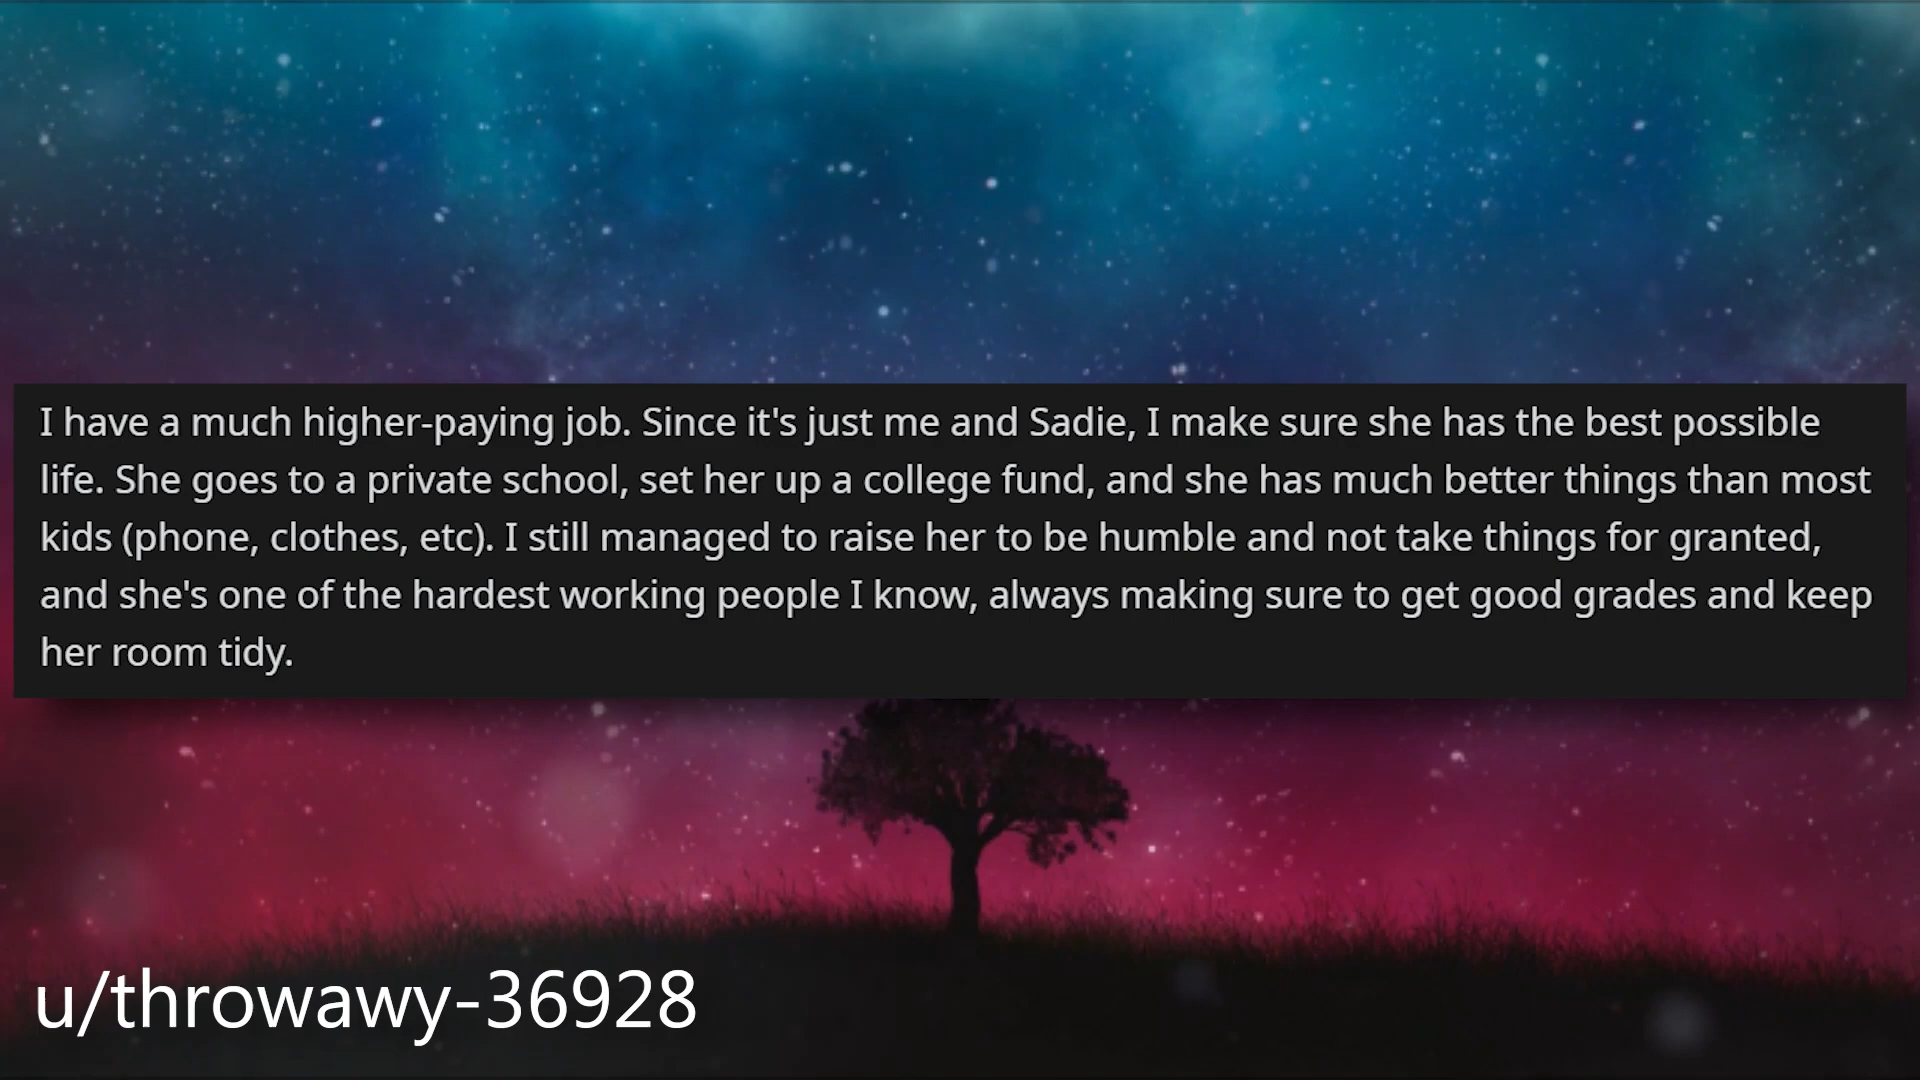 I have a much higher-paying job. Since it's just me and Sadie, I make sure she has the best possible
life. She goes to a private school, set her up a college fund, and she has much better things than most
kids (phone, clothes, etc). I still managed to raise her to be humble and not take things for granted,
and she's one of the hardest working people I know, always making sure to get good grades and keep
her room tidy.
u/throwawy-36928